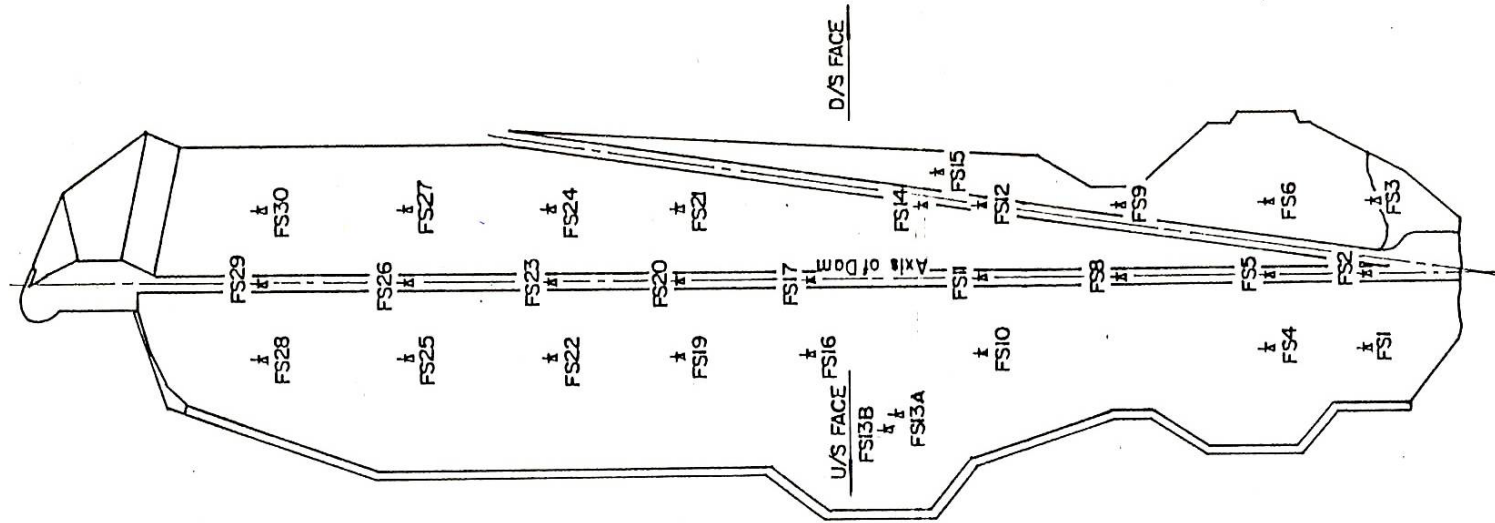 D/S FACE
FS30
FS27
FS24
FS21
FS14
FS15
FS12
FS9
FS6
FS3
FS29
FS26
FS23
FS20
FS17
Axis of Dam
FS11
FS8
FS5
FS2
FS28
FS25
FS22
FS19
FS16
FS10
FS4
FS1
U/S FACE
FS13B
FS13A